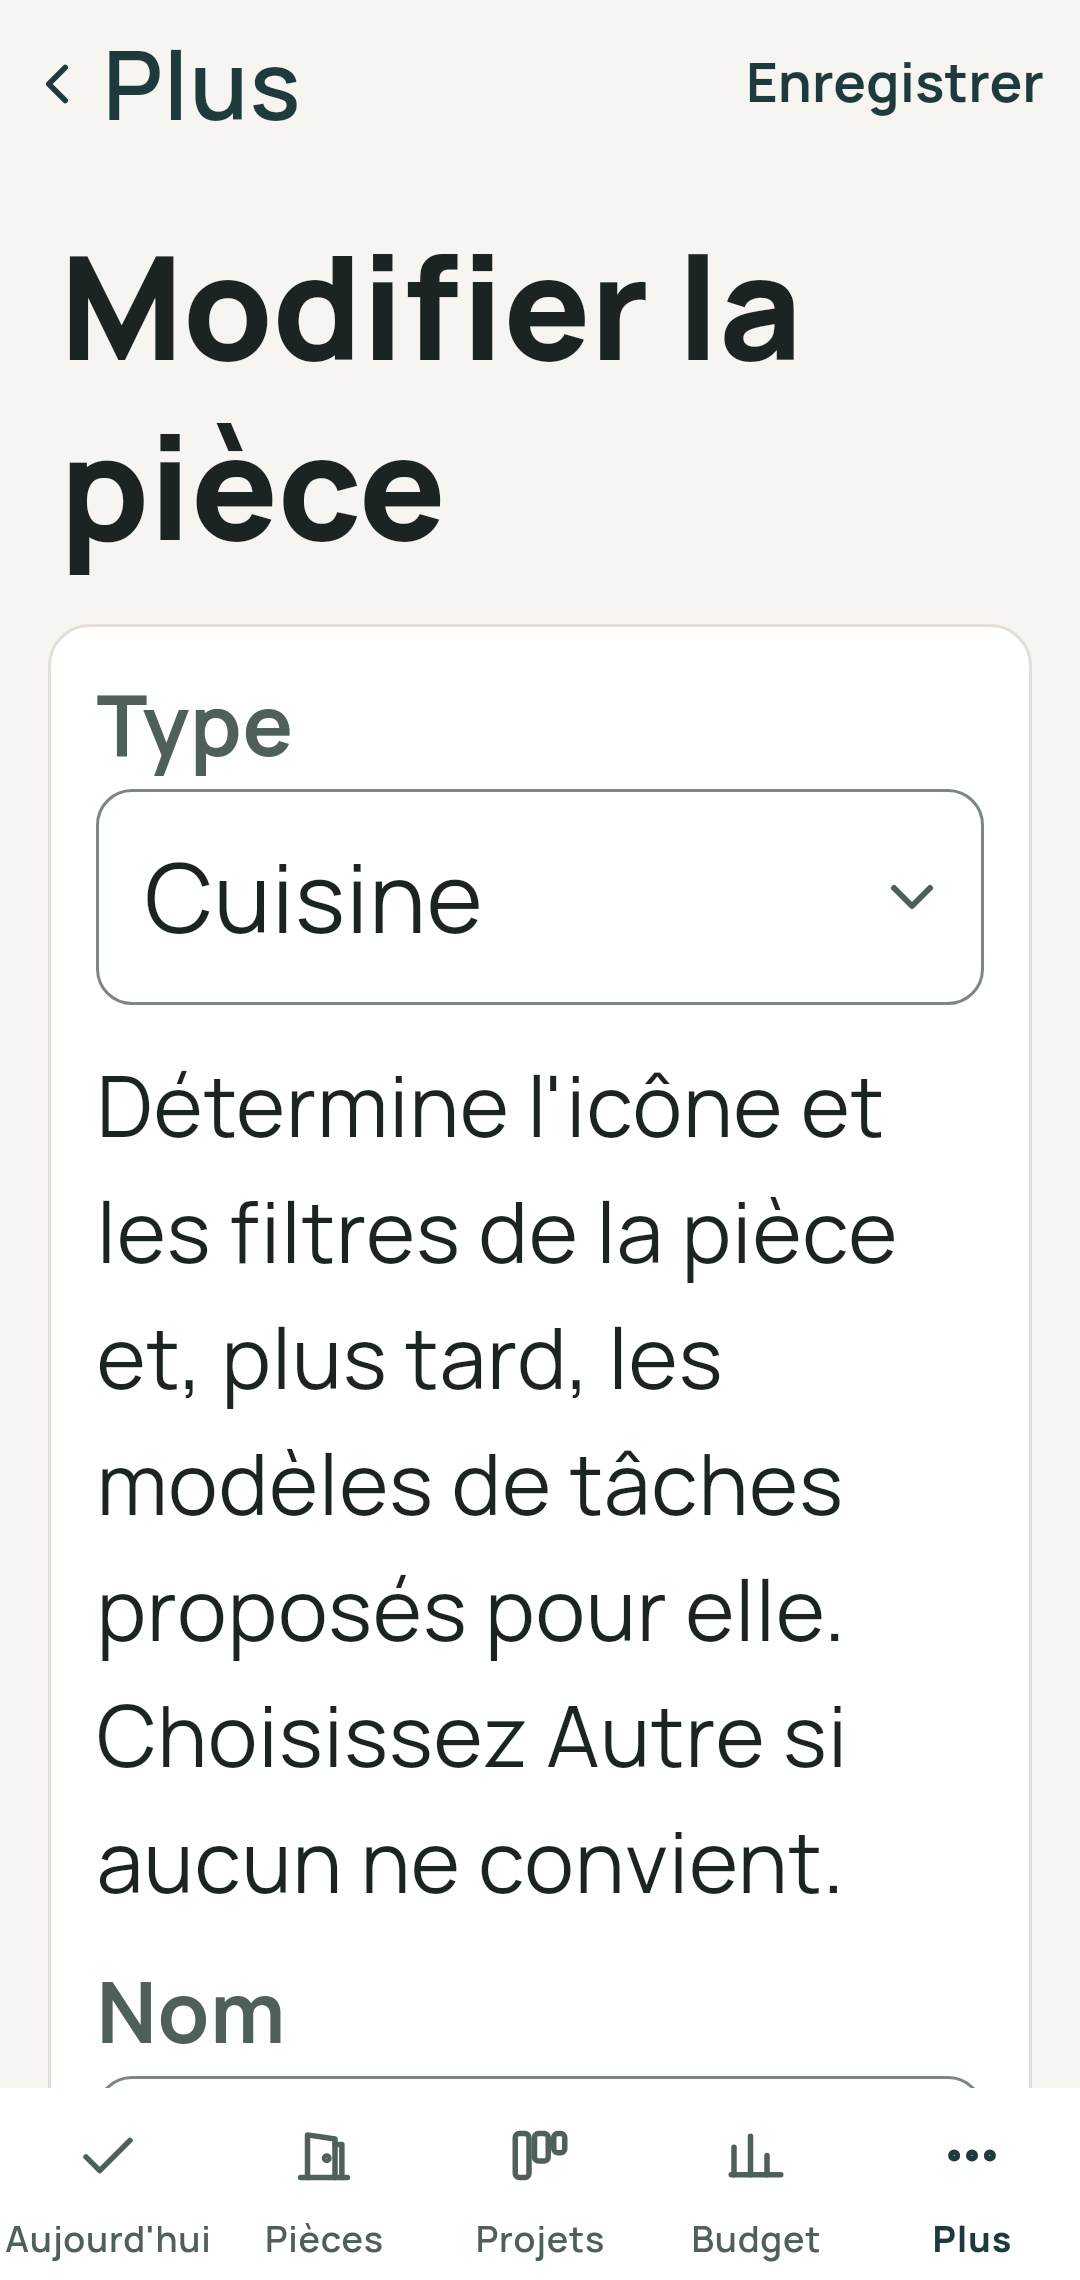 Plus
Enregistrer
Modifier la
pièce
Type
Cuisine
Détermine l'icône et
les filtres de la pièce
et, plus tard, les
modèles de tâches
proposés pour elle.
Choisissez Autre si
aucun ne convient.
Nom
Aujourd'hui
Pièces
Projets
Budget
Plus